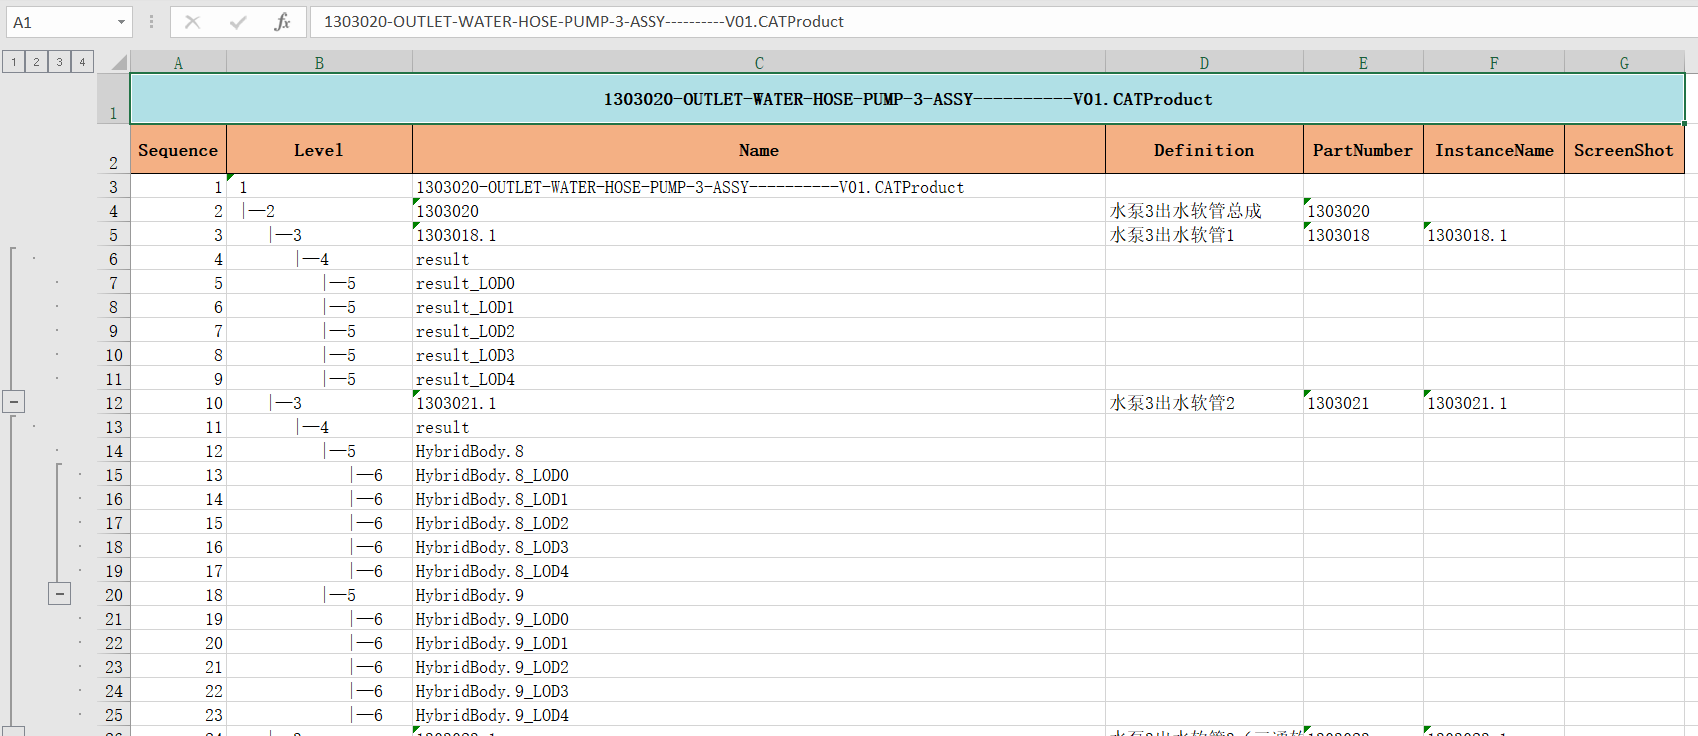 A1 fx 1303020-OUTLET-WATER-HOSE-PUMP-3-ASSY----------V01.CATProduct
1 2 3 4 A B C D E F G
1 1303020-OUTLET-WATER-HOSE-PUMP-3-ASSY----------V01.CATProduct
2 Sequence Level Name Definition PartNumber InstanceName ScreenShot
3 1 1 1303020-OUTLET-WATER-HOSE-PUMP-3-ASSY----------V01.CATProduct
4 2 |—2 1303020 水泵3出水软管总成 1303020
5 3 |—3 1303018.1 水泵3出水软管1 1303018 1303018.1
6 4 |—4 result
7 5 |—5 result_LOD0
8 6 |—5 result_LOD1
9 7 |—5 result_LOD2
10 8 |—5 result_LOD3
11 9 |—5 result_LOD4
12 10 |—3 1303021.1 水泵3出水软管2 1303021 1303021.1
13 11 |—4 result
14 12 |—5 HybridBody.8
15 13 |—6 HybridBody.8_LOD0
16 14 |—6 HybridBody.8_LOD1
17 15 |—6 HybridBody.8_LOD2
18 16 |—6 HybridBody.8_LOD3
19 17 |—6 HybridBody.8_LOD4
20 18 |—5 HybridBody.9
21 19 |—6 HybridBody.9_LOD0
22 20 |—6 HybridBody.9_LOD1
23 21 |—6 HybridBody.9_LOD2
24 22 |—6 HybridBody.9_LOD3
25 23 |—6 HybridBody.9_LOD4